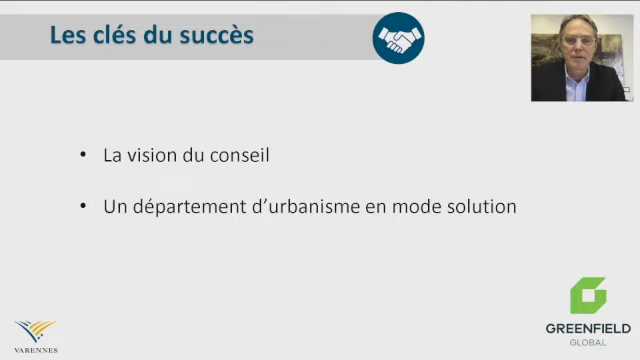 Les clés du succès
La vision du conseil
Un département d'urbanisme en mode solution
VARENNES
GREENFIELD
GLOBAL